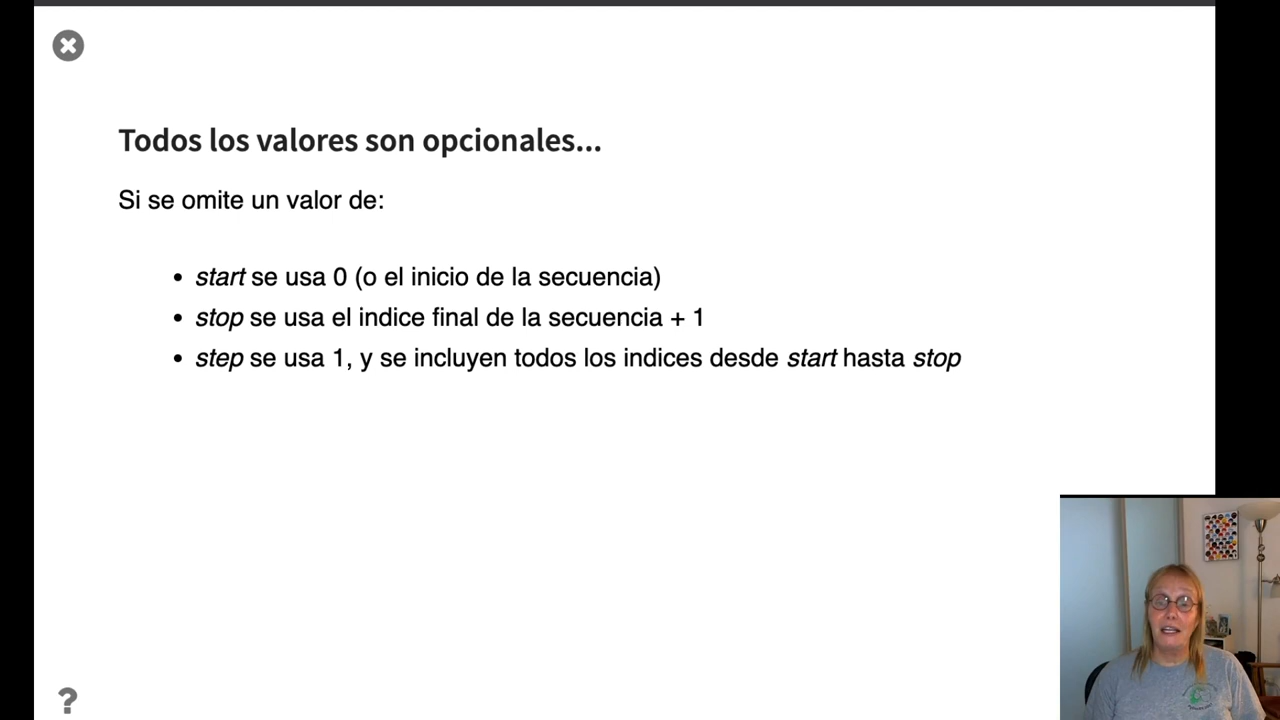 Todos los valores son opcionales...
Si se omite un valor de:
• start se usa 0 (o el inicio de la secuencia)
• stop se usa el indice final de la secuencia + 1
• step se usa 1, y se incluyen todos los indices desde start hasta stop
?